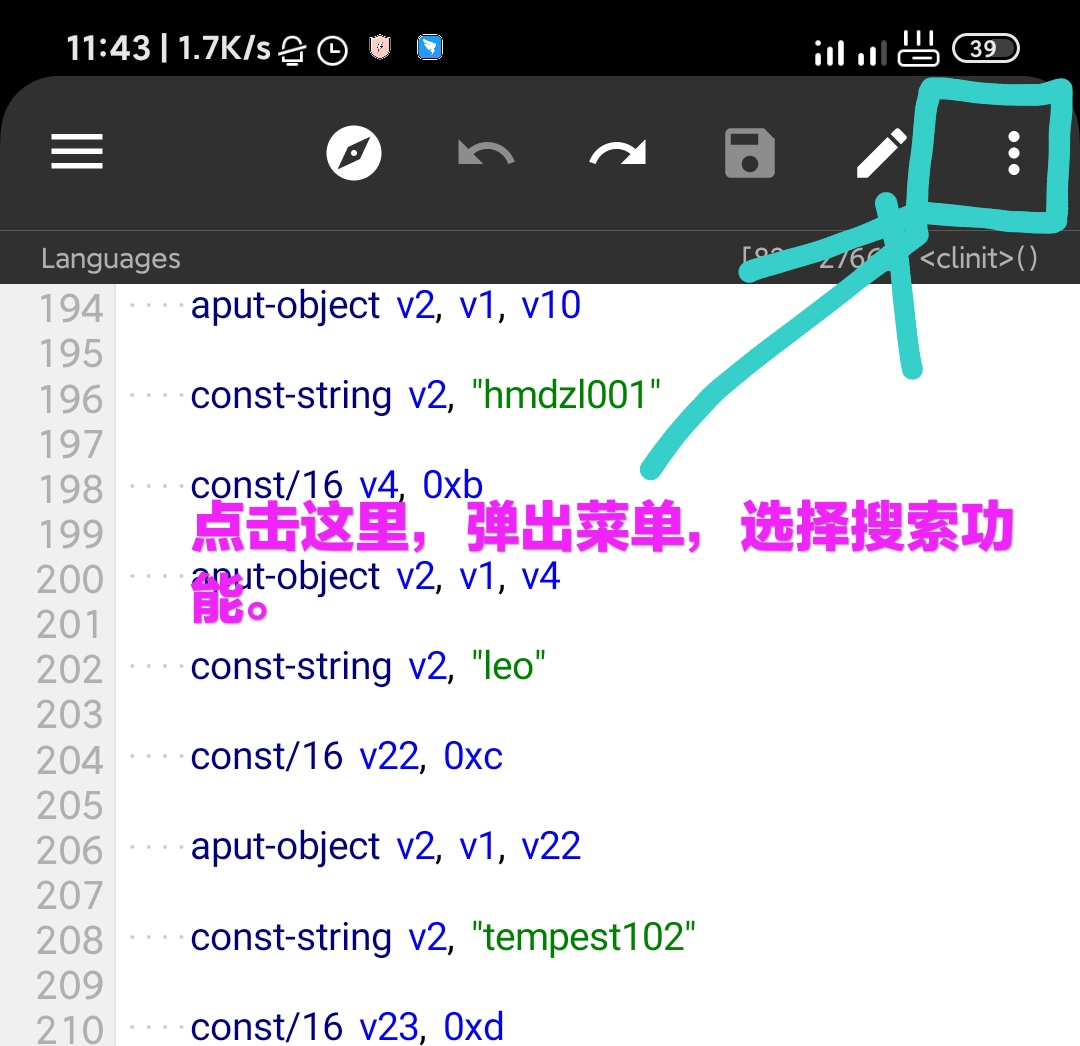 11:43 | 1.7K/s
39
Languages
<clinit>()
194 ····aput-object v2, v1, v10
195
196 ····const-string v2, "hmdzl001"
197
198 ····const/16 v4, 0xb
点击这里，弹出菜单，选择搜索功
199
200 ····aput-object v2, v1, v4
能。
201
202 ····const-string v2, "leo"
203
204 ····const/16 v22, 0xc
205
206 ····aput-object v2, v1, v22
207
208 ····const-string v2, "tempest102"
209
210 ····const/16 v23, 0xd